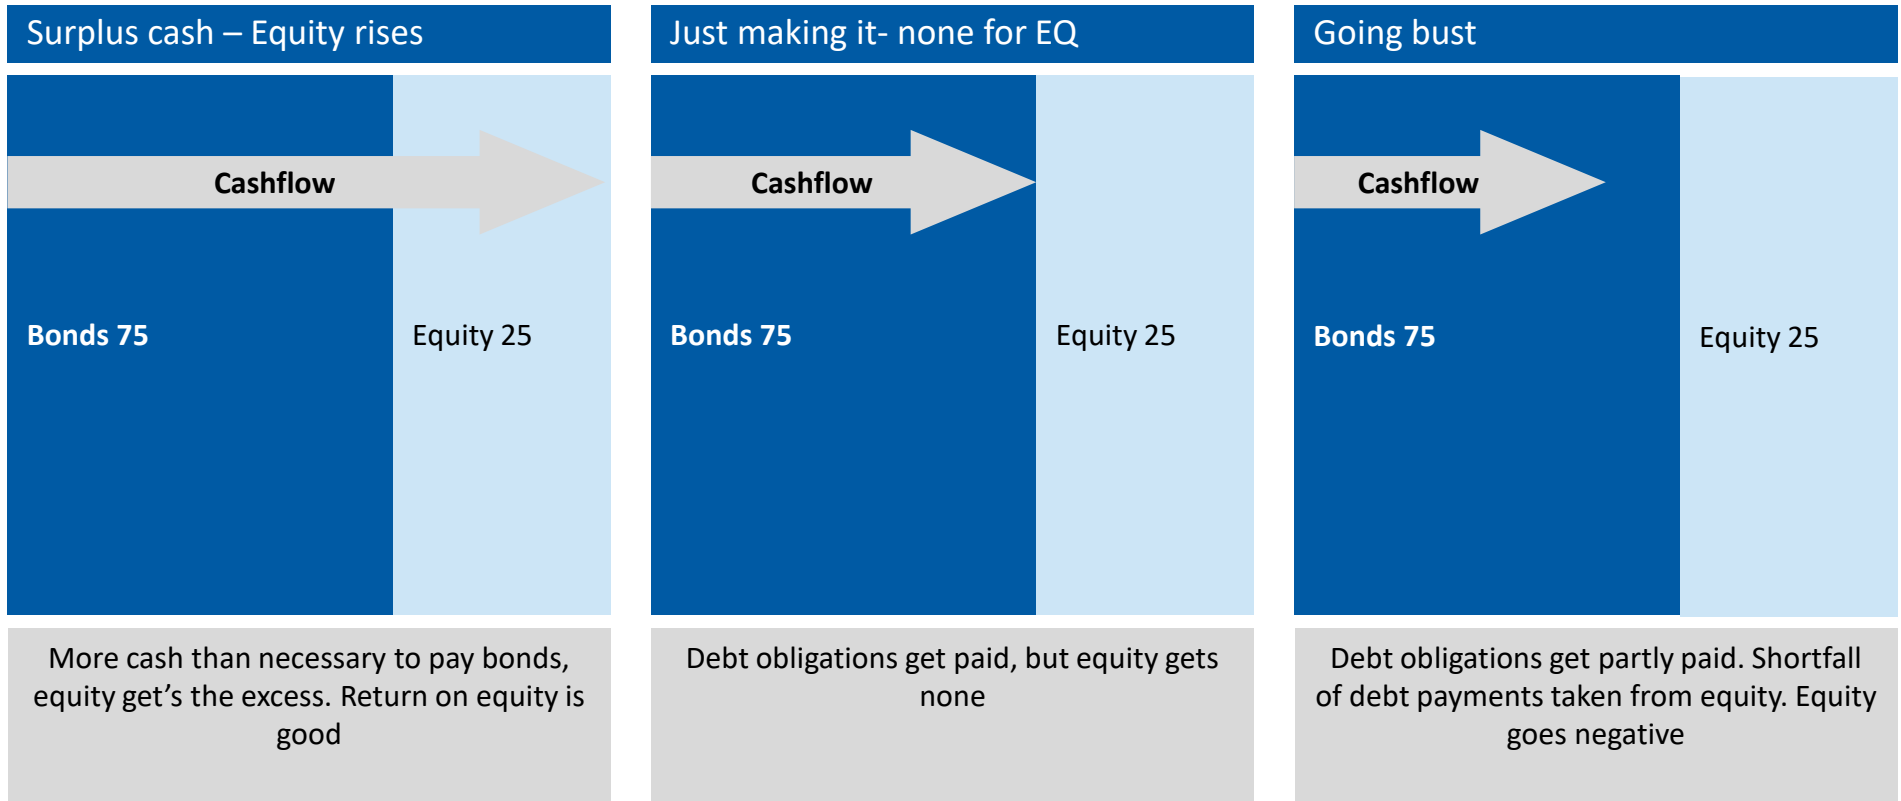 Surplus cash – Equity rises
Cashflow
Bonds 75
Equity 25
More cash than necessary to pay bonds,
equity get’s the excess. Return on equity is
good
Just making it- none for EQ
Cashflow
Bonds 75
Equity 25
Debt obligations get paid, but equity gets
none
Going bust
Cashflow
Bonds 75
Equity 25
Debt obligations get partly paid. Shortfall
of debt payments taken from equity. Equity
goes negative